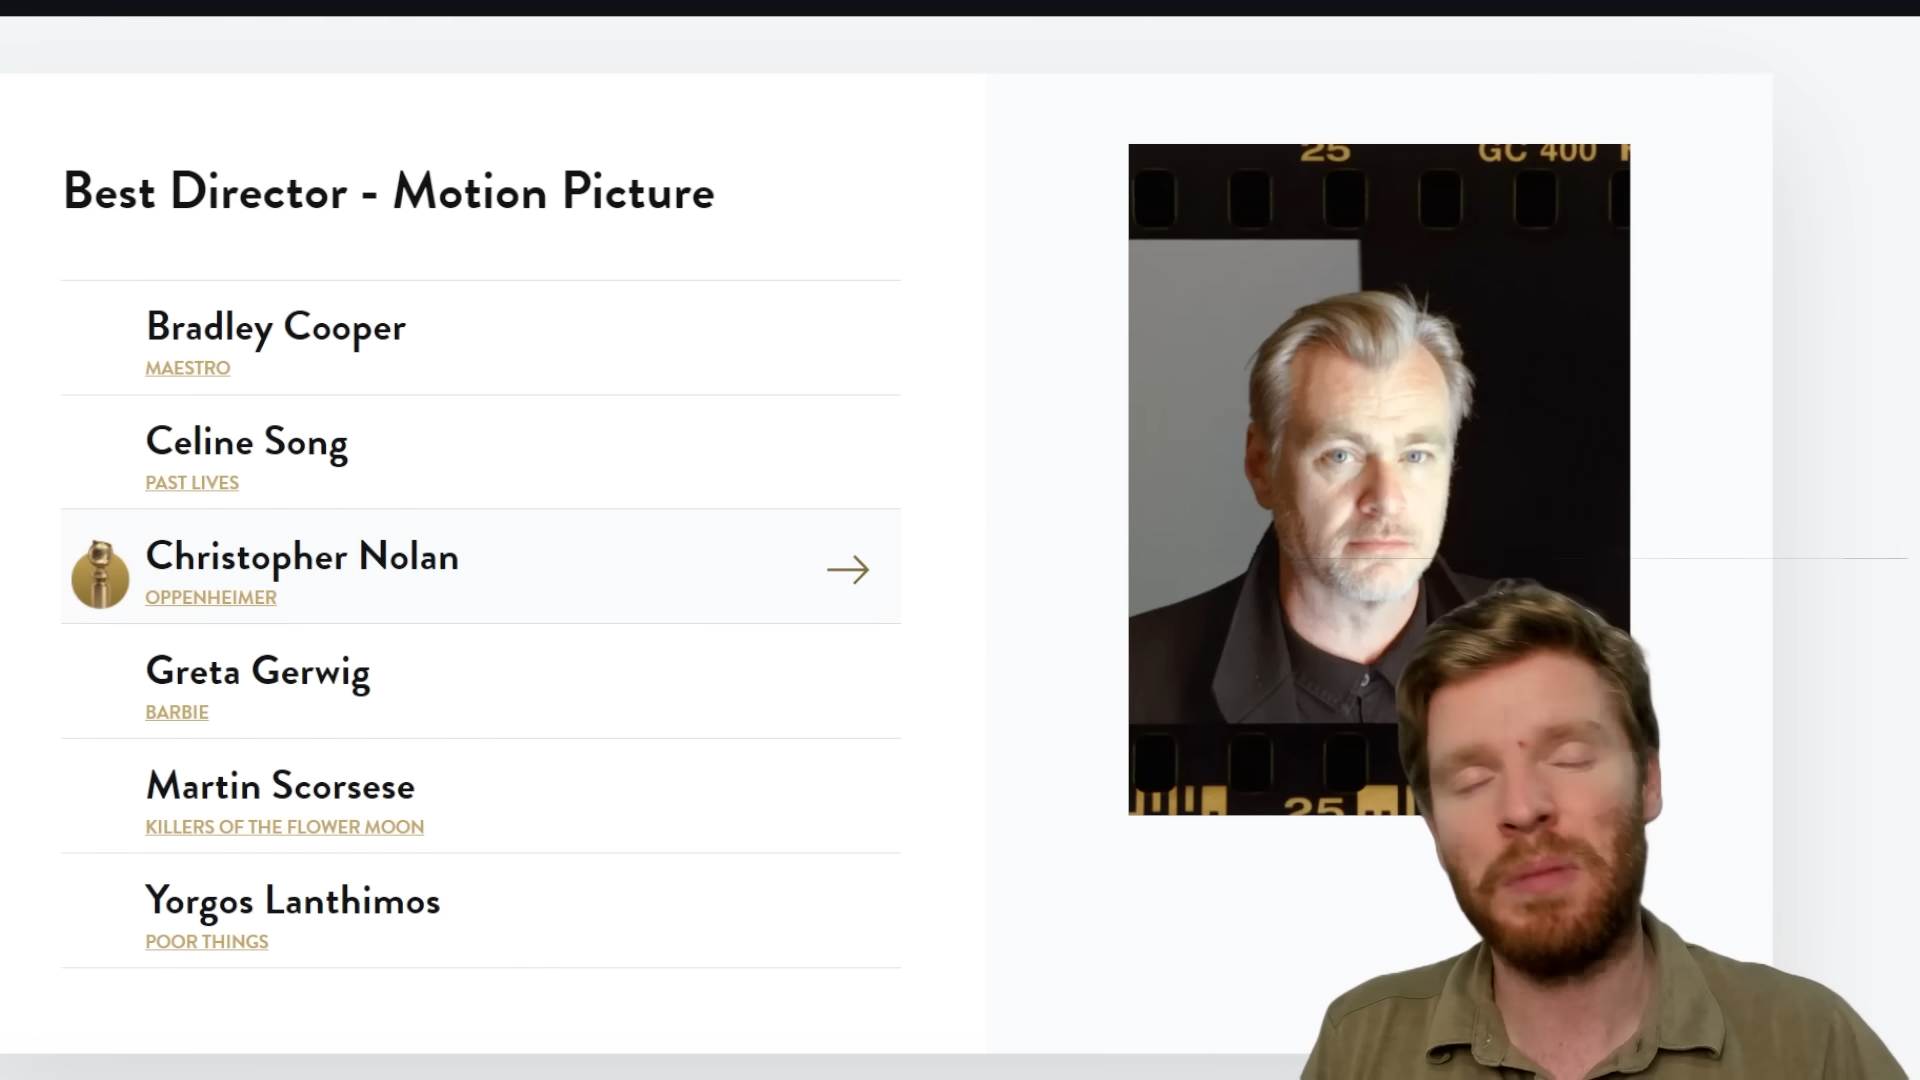 Best Director - Motion Picture
Bradley Cooper
MAESTRO
Celine Song
PAST LIVES
Christopher Nolan
OPPENHEIMER
Greta Gerwig
BARBIE
Martin Scorsese
KILLERS OF THE FLOWER MOON
Yorgos Lanthimos
POOR THINGS
25 GC 400
25